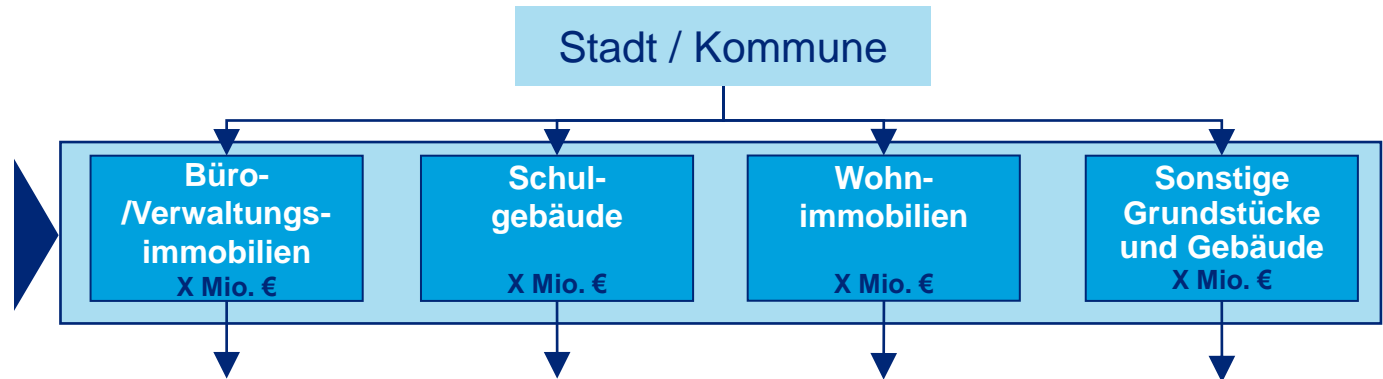 Stadt / Kommune
Büro-
/Verwaltungs-
immobilien
X Mio. €
Schul-
gebäude
X Mio. €
Wohn-
immobilien
X Mio. €
Sonstige
Grundstücke
und Gebäude
X Mio. €